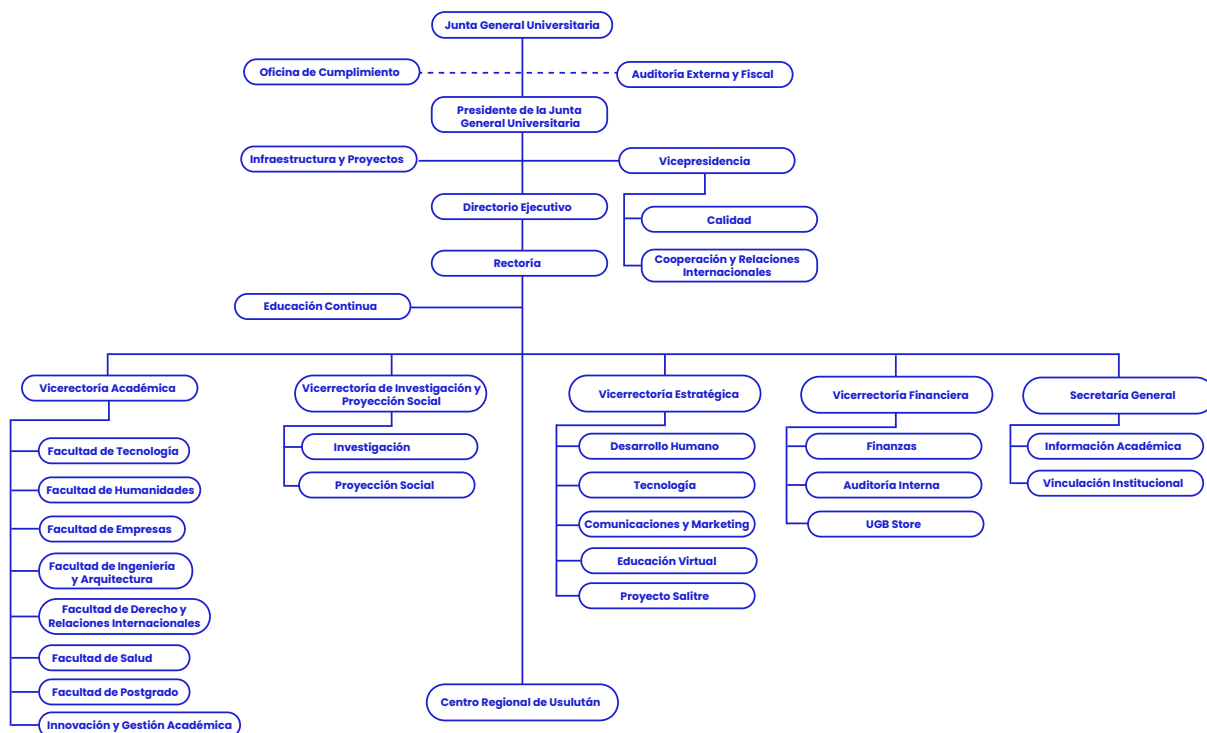 Junta General Universitaria
Oficina de Cumplimiento
Auditoría Externa y Fiscal
Presidente de la Junta
General Universitaria
Infraestructura y Proyectos
Vicepresidencia
Directorio Ejecutivo
Calidad
Rectoría
Cooperación y Relaciones
Internacionales
Educación Continua
Vicerectoría Académica
Facultad de Tecnología
Facultad de Humanidades
Facultad de Empresas
Facultad de Ingeniería
y Arquitectura
Facultad de Derecho y
Relaciones Internacionales
Facultad de Salud
Facultad de Postgrado
Innovación y Gestión Académica
Vicerrectoría de Investigación y
Proyección Social
Investigación
Proyección Social
Vicerrectoría Estratégica
Desarrollo Humano
Tecnología
Comunicaciones y Marketing
Educación Virtual
Proyecto Salitre
Vicerrectoría Financiera
Finanzas
Auditoría Interna
UGB Store
Secretaría General
Información Académica
Vinculación Institucional
Centro Regional de Usulután